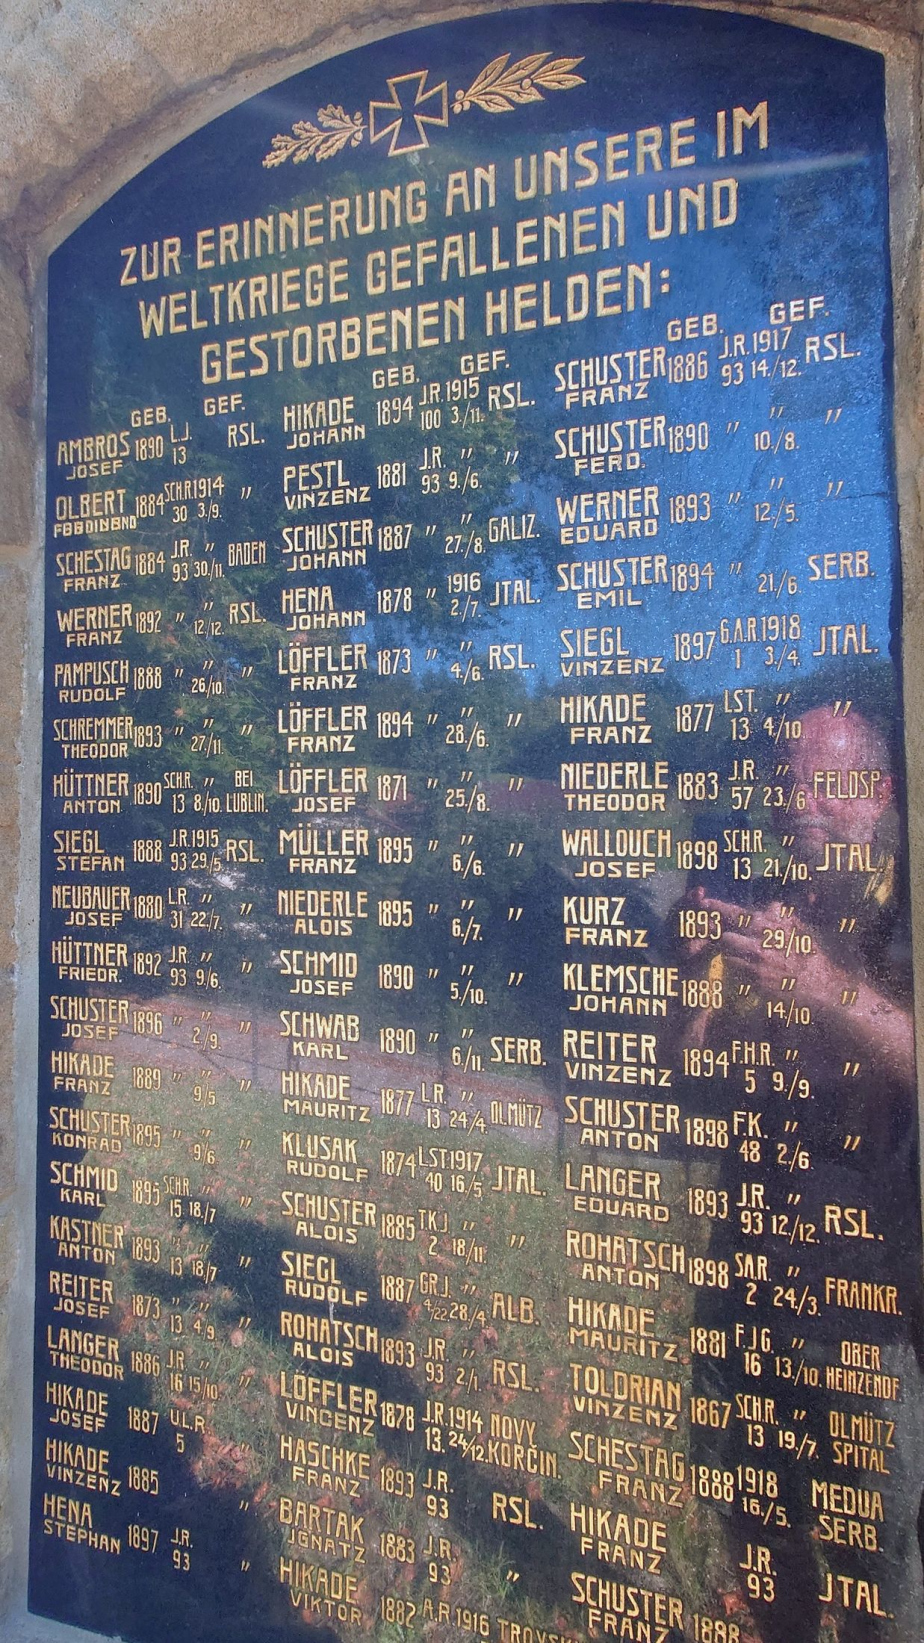 ZUR ERINNERUNG AN UNSERE IM
WELTKRIEGE GEFALLENEN UND
GESTORBENEN HELDEN:
GEB. GEF.
AMBROS 1890 L.J. RSL.
JOSEF 13
OLBERT 1884 SCH.R. 1914 "
30 3./9.
SCHESTAG 1884 J.R. " BADEN
FRANZ 93 30/11.
WERNER 1892 " " RSL.
FRANZ 12/12.
PAMPUSCH 1888 " " "
RUDOLF 26/10.
SCHREMMER 1893 " " "
THEODOR 27/11.
HÜTTNER 1890 SCH.R. " BEI
ANTON 13 8/10. LUBLIN.
SIEGL 1888 J.R. 1915 RSL.
STEFAN 93 29./5.
NEUBAUER 1880 L.R. " "
JOSEF 31 22./7.
HÜTTNER 1892 J.R. " "
FRIEDR. 93 9/6.
SCHUSTER 1896 " " "
JOSEF 2./9.
HIKADE 1889 " " "
FRANZ 9/5
SCHUSTER 1895 " " "
KONRAD 9/6
SCHMID 1895 SCH.R. " "
KARL 15 18./7
KASTNER 1893 " " "
ANTON 13 18/7
REITER 1873 " " "
JOSEF 13 4/9
LANGER 1886 J.R. " "
THEODOR 16 15/10
HIKADE 1887 U.L.R. "
JOSEF 5
HIKADE 1885
VINZENZ "
HENA 1897 J.R.
STEPHAN 93 "
GEB. GEF.
HIKADE 1894 J.R. 1915 RSL.
JOHANN 100 3./11.
PESTL 1881 J.R. " "
VINZENZ 93 9./6.
SCHUSTER 1887 " " GALIZ.
JOHANN 27./8.
HENA 1878 " 1916 JTAL.
JOHANN 2./7.
LÖFFLER 1873 " " RSL.
FRANZ 4./6.
LÖFFLER 1894 " " "
FRANZ 28./6.
LÖFFLER 1871 " " "
JOSEF 25./8.
MÜLLER 1895 " " "
FRANZ 6/6.
NIEDERLE 1895 " " "
ALOIS 6./7.
SCHMID 1890 " " "
JOSEF 5./10.
SCHWAB 1890 " " SERB.
KARL 6/11.
HIKADE 1877 L.R. " OLMÜTZ
MAURITZ 13 24/4.
KLUSAK 1874 LST. 1917 JTAL.
RUDOLF 40 16/5
SCHUSTER 1885 T.K.J. " "
ALOIS 2 18/11.
SIEGL 1887 GR.J. " ALB.
RUDOLF 4/22 28./4.
ROHATSCH 1893 J.R. " RSL.
ALOIS 93 2./1.
LÖFFLER 1878 J.R. 1914 NOVY
VINCENZ 13. 24/12. KORČIN.
HASCHKE 1893 J.R. RSL.
FRANZ 93
BARTAK 1883 J.R. "
JGNATZ 93
HIKADE 1882 A.R. 1916
VIKTOR
GEB. GEF.
SCHUSTER 1886 J.R. 1917 RSL.
FRANZ 93 14./12.
SCHUSTER 1890 " " "
FERD. 10./8.
WERNER 1893 " " "
EDUARD 12/5.
SCHUSTER 1894 " SERB.
EMIL 21/6
SIEGL 1897 G.A.R. 1918 JTAL.
VINZENZ 1 3./4.
HIKADE 1877 LST. " "
FRANZ 13 4/10
NIEDERLE 1883 J.R. " FELDSP.
THEODOR 57 23./6
WALLOUCH 1898 SCH.R. " JTAL.
JOSEF 13 21/10.
KURZ 1893 " " "
FRANZ 29/10.
KLEMSCHE 1888 " " "
JOHANN 14/10.
REITER 1894 F.H.R. " "
VINZENZ 5 9./9.
SCHUSTER 1898 F.K. " "
ANTON 48 2/6.
LANGER 1893 J.R. " RSL.
EDUARD 93 12/12.
ROHATSCH 1898 SA.R. " FRANKR.
ANTON 2 24/3.
HIKADE 1881 F.JG. " OBER
MAURITZ 16 13/10. HEINZENDF.
TOLDRIAN 1867 SCH.R. " OLMÜTZ
VINZENZ 13 19./7. SPITAL
SCHESTAG 1888 1918 MEDUA
FRANZ 16/5. SERB.
HIKADE J.R.
FRANZ 93 JTAL.
SCHUSTER 1888
FRANZ